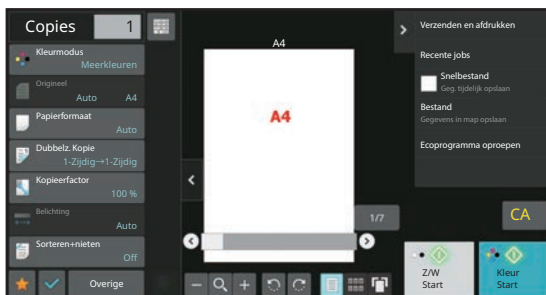 Copies 1
Kleurmodus
Meerkleuren
Origineel
Auto A4
Papierformaat
Auto
Dubbelz. Kopie
1-Zijdig→1-Zijdig
Kopieerfactor
100 %
Belichting
Auto
Sorteren+nieten
Off
Overige
A4
A4
1/7
Verzenden en afdrukken
Recente jobs
Snelbestand
Geg. tijdelijk opslaan
Bestand
Gegevens in map opslaan
Ecoprogramma oproepen
CA
Z/W
Start
Kleur
Start